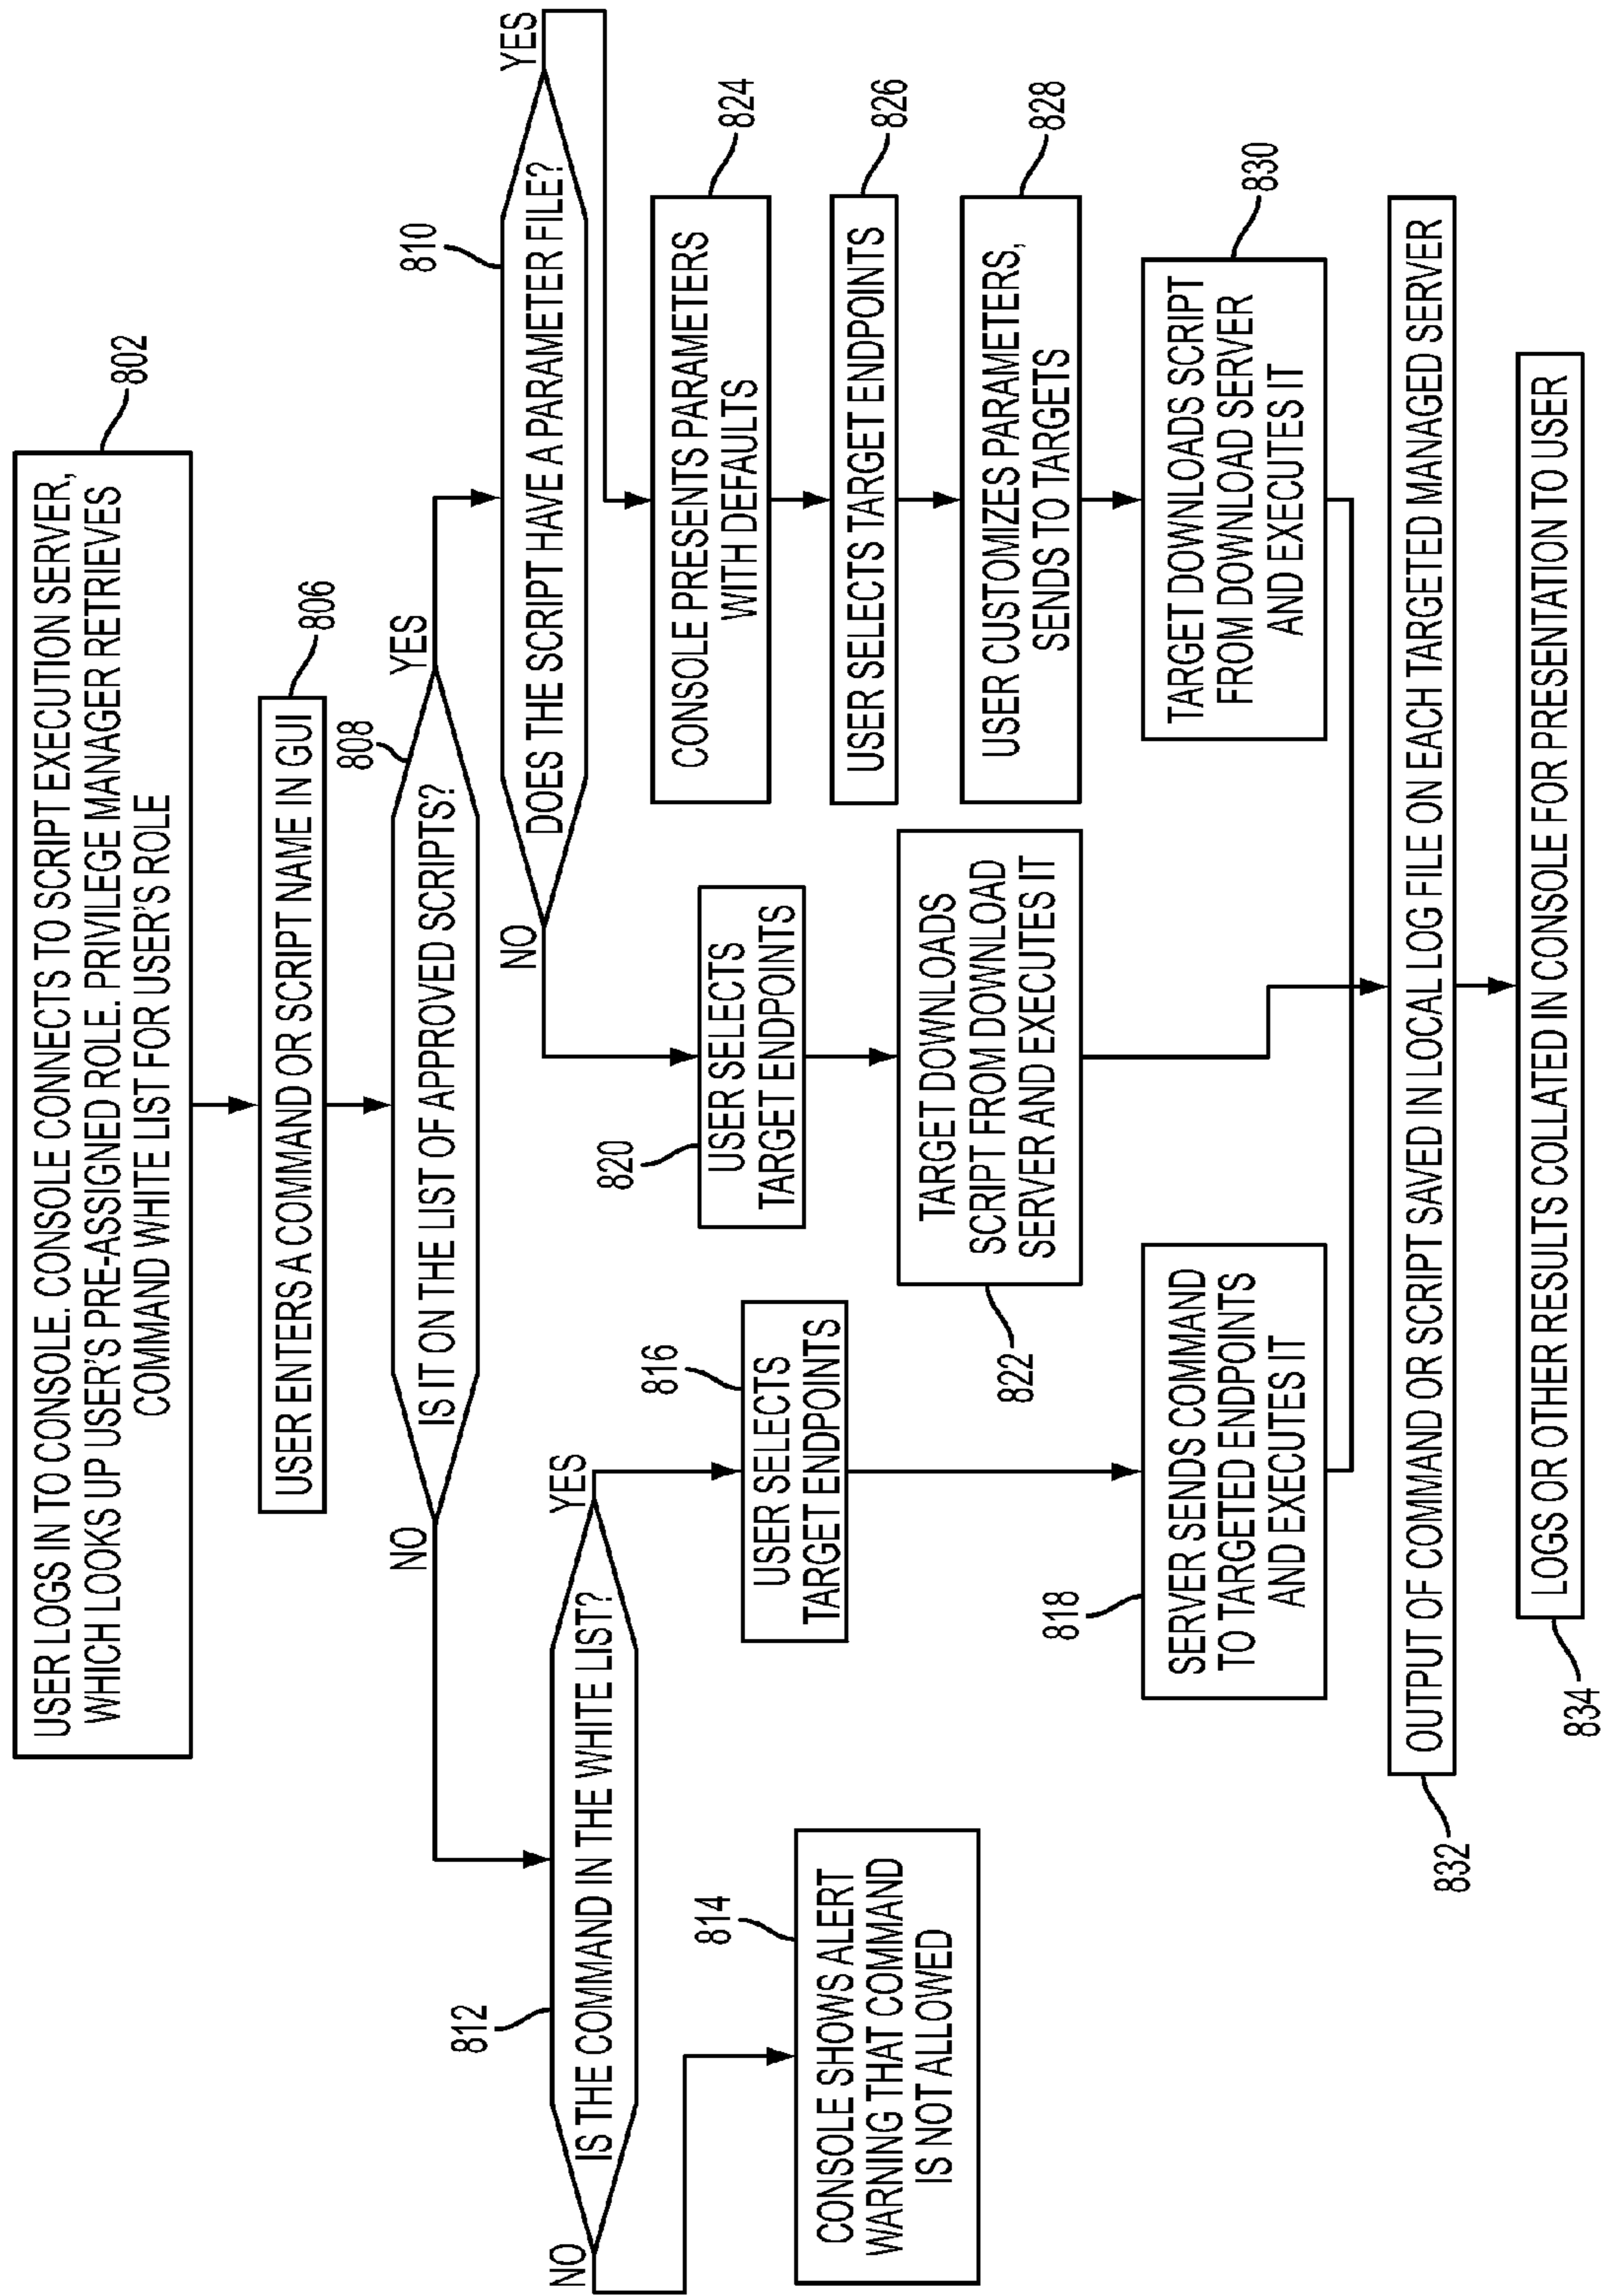 USER LOGS IN TO CONSOLE. CONSOLE CONNECTS TO SCRIPT EXECUTION SERVER,
WHICH LOOKS UP USER'S PRE-ASSIGNED ROLE. PRIVILEGE MANAGER RETRIEVES
COMMAND WHITE LIST FOR USER'S ROLE
802
USER ENTERS A COMMAND OR SCRIPT NAME IN GUI
806
IS IT ON THE LIST OF APPROVED SCRIPTS?
808
NO
YES
IS THE COMMAND IN THE WHITE LIST?
812
NO
YES
CONSOLE SHOWS ALERT
WARNING THAT COMMAND
IS NOT ALLOWED
814
USER SELECTS
TARGET ENDPOINTS
816
SERVER SENDS COMMAND
TO TARGETED ENDPOINTS
AND EXECUTES IT
818
DOES THE SCRIPT HAVE A PARAMETER FILE?
810
NO
YES
USER SELECTS
TARGET ENDPOINTS
820
TARGET DOWNLOADS
SCRIPT FROM DOWNLOAD
SERVER AND EXECUTES IT
822
CONSOLE PRESENTS PARAMETERS
WITH DEFAULTS
824
USER SELECTS TARGET ENDPOINTS
826
USER CUSTOMIZES PARAMETERS,
SENDS TO TARGETS
828
TARGET DOWNLOADS SCRIPT
FROM DOWNLOAD SERVER
AND EXECUTES IT
830
OUTPUT OF COMMAND OR SCRIPT SAVED IN LOCAL LOG FILE ON EACH TARGETED MANAGED SERVER
832
LOGS OR OTHER RESULTS COLLATED IN CONSOLE FOR PRESENTATION TO USER
834